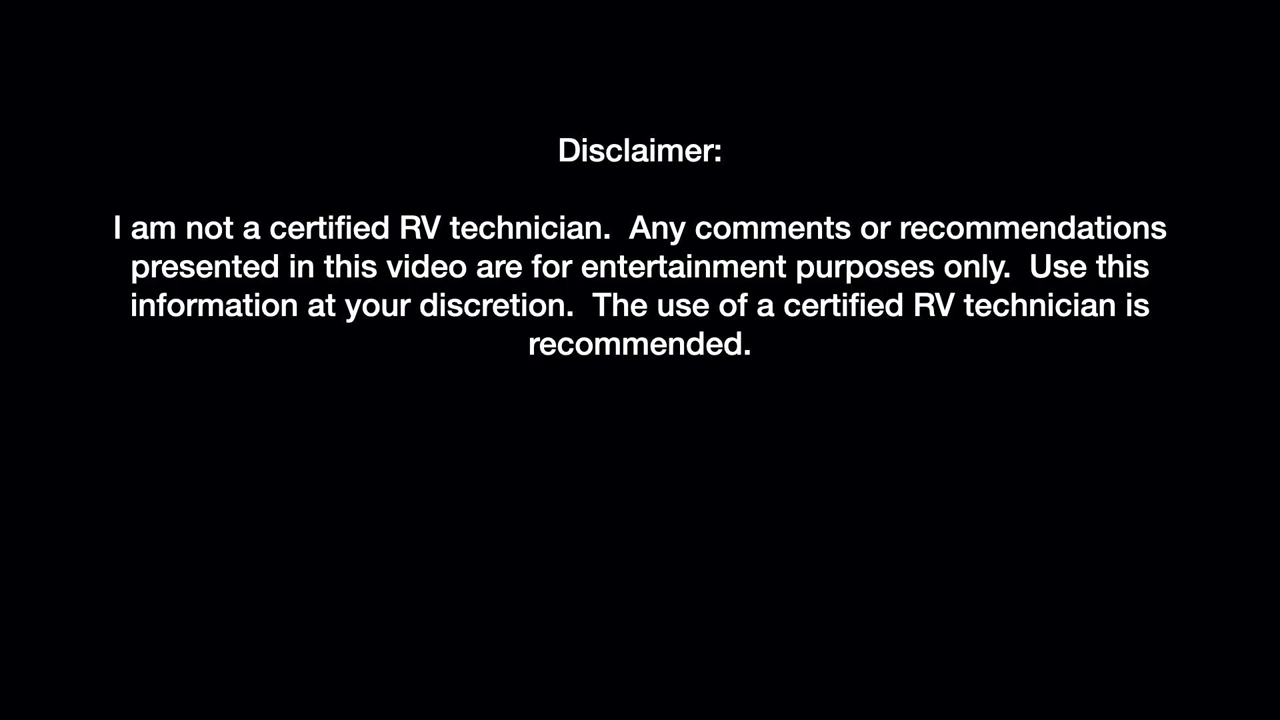 Disclaimer:
I am not a certified RV technician.  Any comments or recommendations
presented in this video are for entertainment purposes only.  Use this
information at your discretion.  The use of a certified RV technician is
recommended.